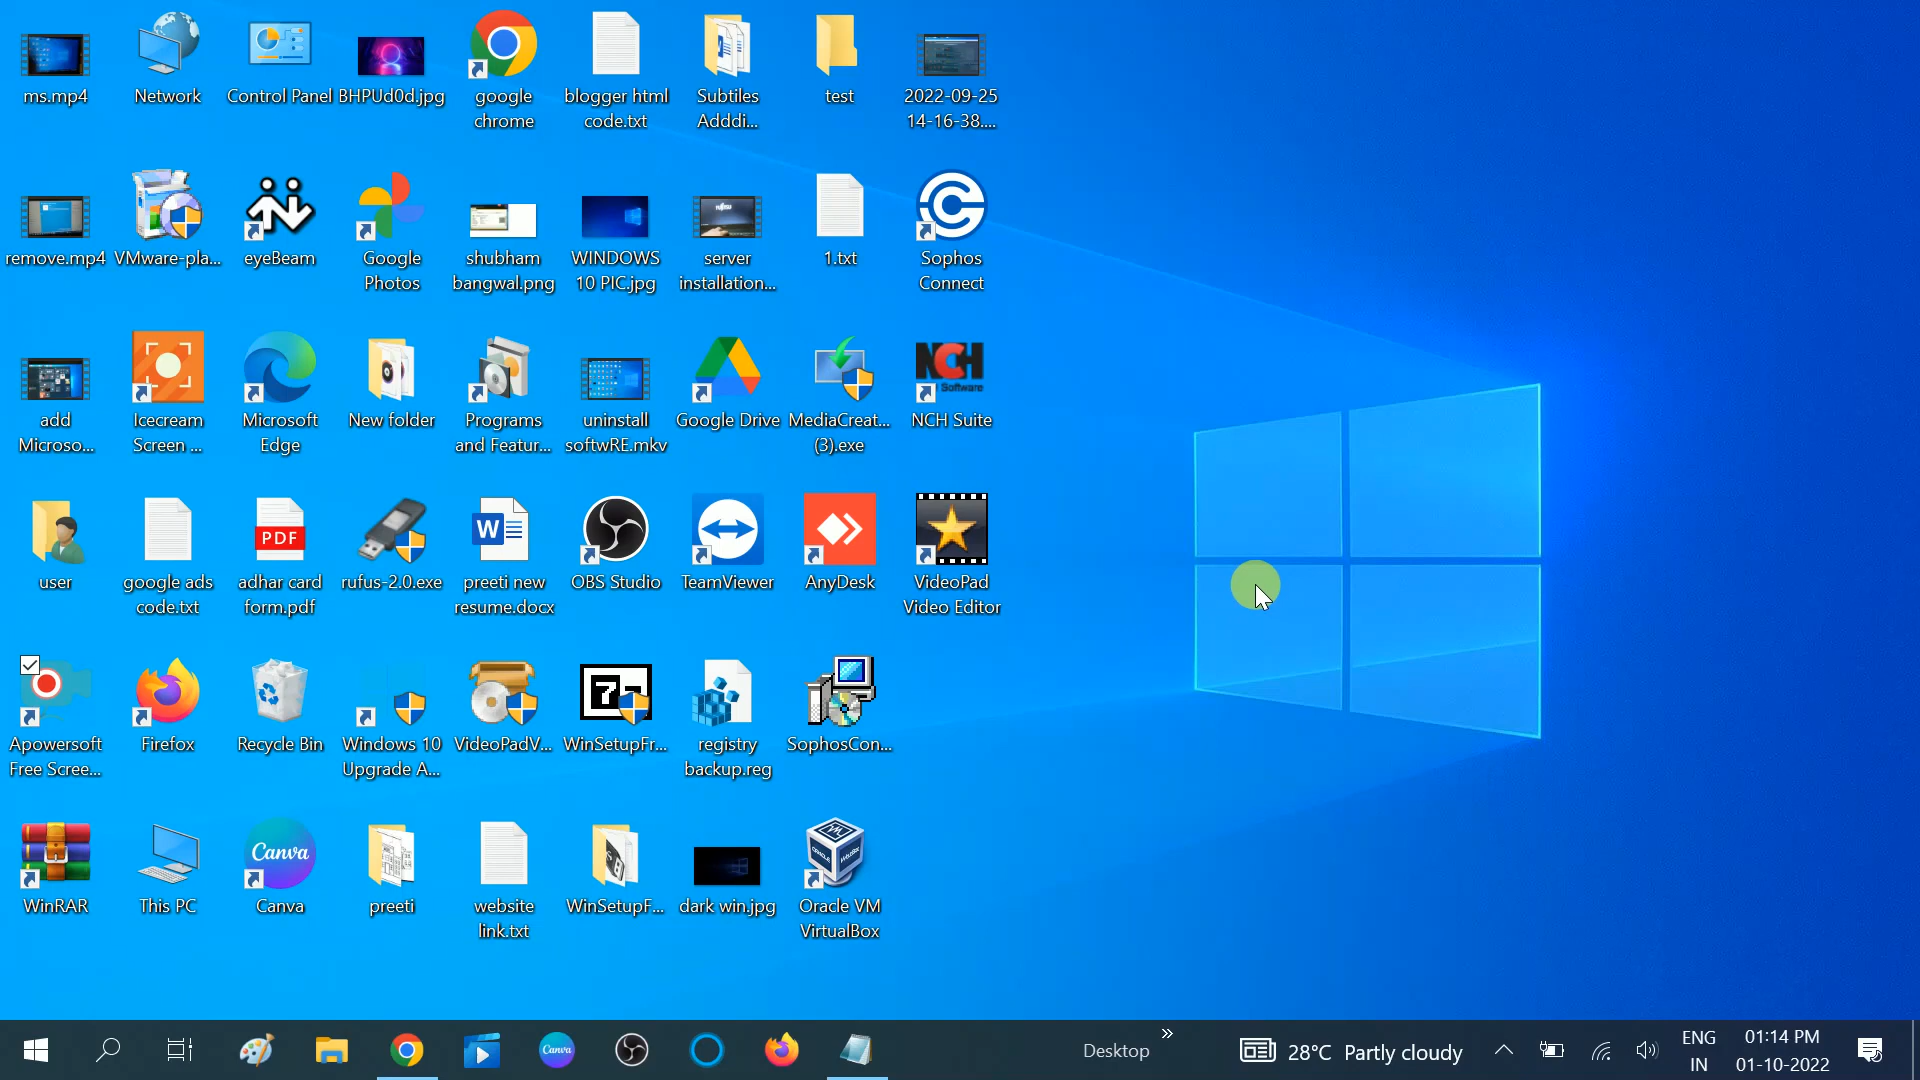 ms.mp4
Network
Control Panel
BHPUd0d.jpg
google
chrome
blogger html
code.txt
Subtiles
Adddi...
test
2022-09-25
14-16-38....
remove.mp4
VMware-pla...
eyeBeam
Google
Photos
shubham
bangwal.png
WINDOWS
10 PIC.jpg
server
installation...
1.txt
Sophos
Connect
add
Microso...
Icecream
Screen ...
Microsoft
Edge
New folder
Programs
and Featur...
uninstall
softwRE.mkv
Google Drive
MediaCreat...
(3).exe
NCH
Software
NCH Suite
user
google ads
code.txt
PDF
adhar card
form.pdf
rufus-2.0.exe
W
preeti new
resume.docx
OBS Studio
TeamViewer
AnyDesk
VideoPad
Video Editor
Apowersoft
Free Scree...
Firefox
Recycle Bin
Windows 10
Upgrade A...
VideoPadV...
WinSetupFr...
registry
backup.reg
SophosCon...
WinRAR
This PC
Canva
Canva
preeti
website
link.txt
WinSetupF...
dark win.jpg
Oracle VM
VirtualBox
Canva
Desktop
28°C Partly cloudy
ENG
IN
01:14 PM
01-10-2022